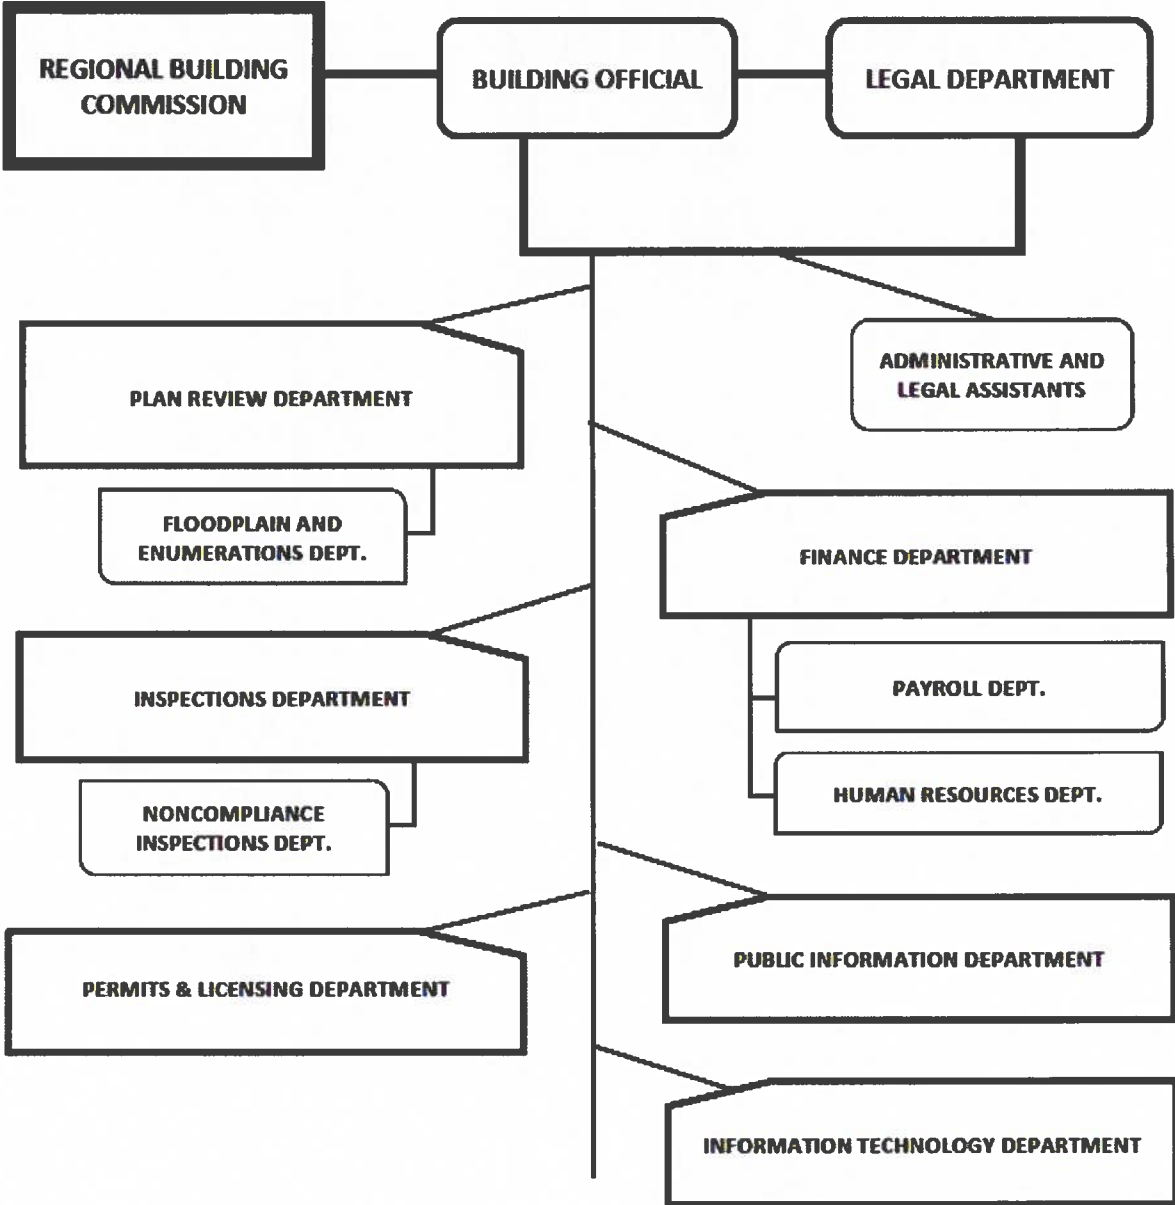 REGIONAL BUILDING
COMMISSION
BUILDING OFFICIAL
LEGAL DEPARTMENT
ADMINISTRATIVE AND
LEGAL ASSISTANTS
PLAN REVIEW DEPARTMENT
FLOODPLAIN AND
ENUMERATIONS DEPT.
FINANCE DEPARTMENT
PAYROLL DEPT.
HUMAN RESOURCES DEPT.
INSPECTIONS DEPARTMENT
NONCOMPLIANCE
INSPECTIONS DEPT.
PUBLIC INFORMATION DEPARTMENT
PERMITS & LICENSING DEPARTMENT
INFORMATION TECHNOLOGY DEPARTMENT